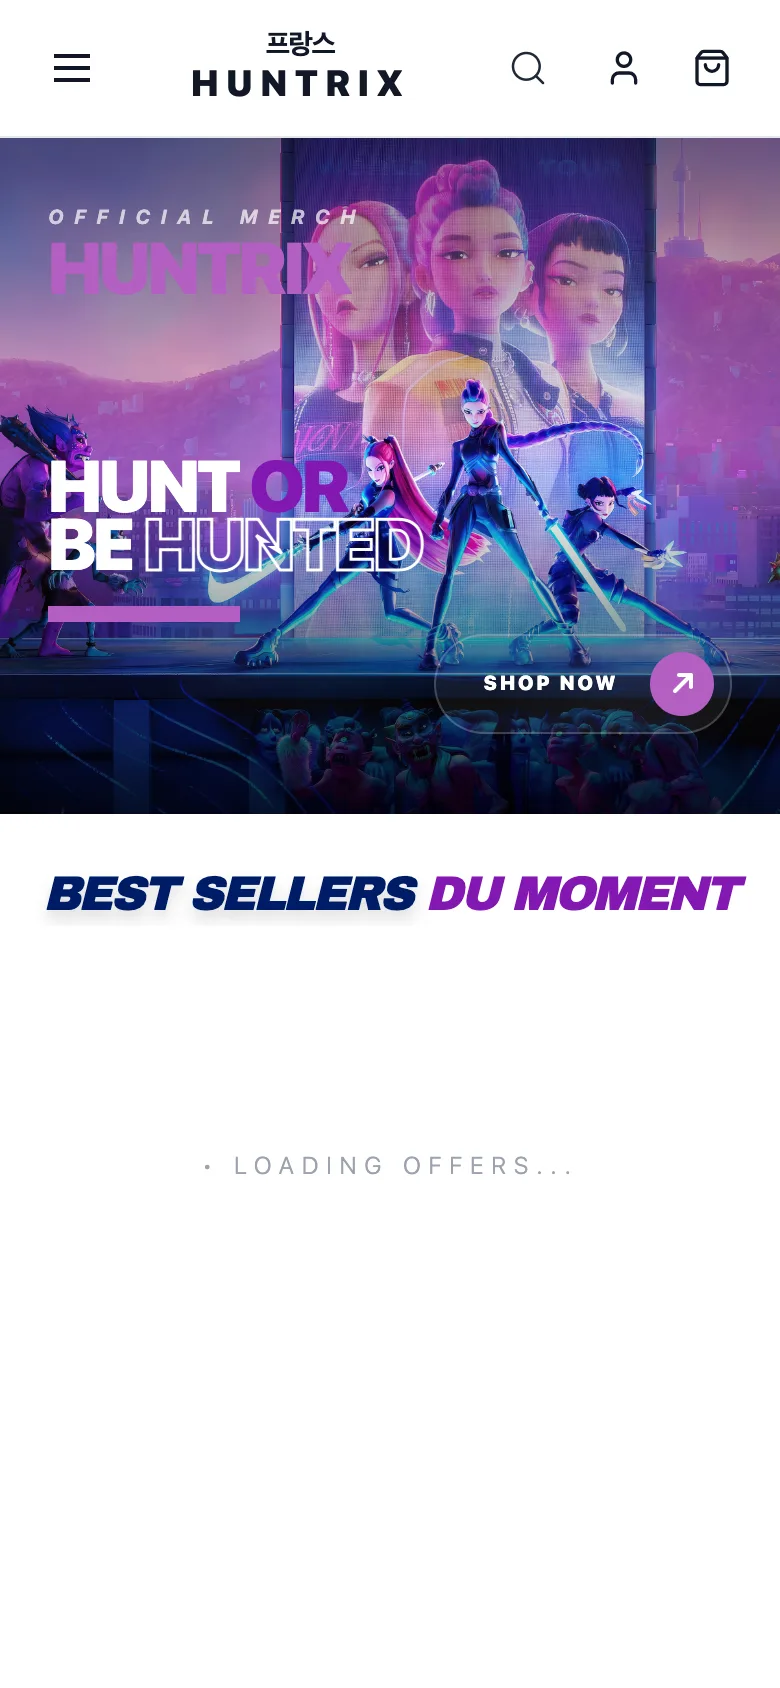 프랑스
HUNTRIX
OFFICIAL MERCH
HUNTRIX
HUNT OR
BE HUNTED
SHOP NOW
BEST SELLERS DU MOMENT
• LOADING OFFERS...